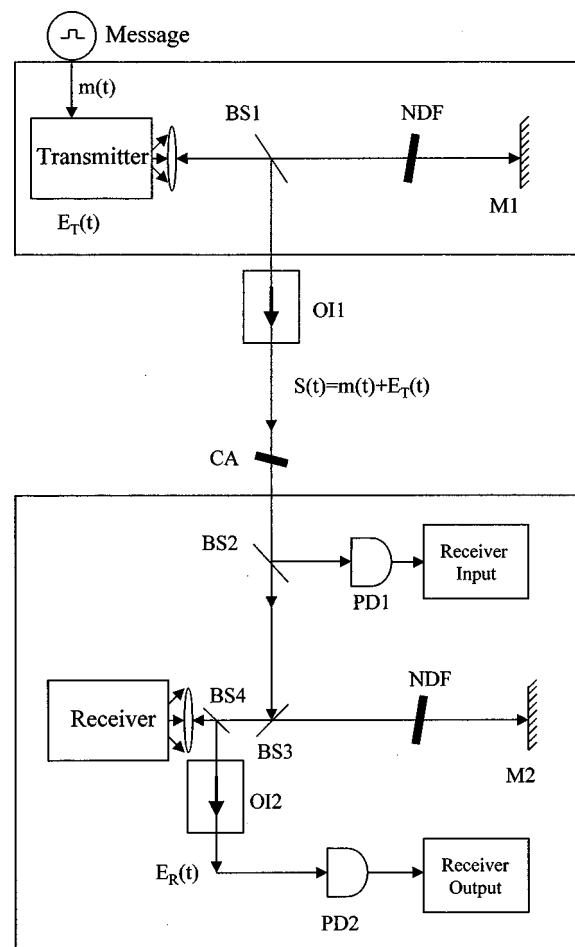 Message
m(t)
BS1
NDF
Transmitter
M1
E_T(t)
OI1
S(t)=m(t)+E_T(t)
CA
BS2
Receiver
Input
PD1
NDF
BS4
Receiver
BS3
M2
OI2
E_R(t)
Receiver
Output
PD2